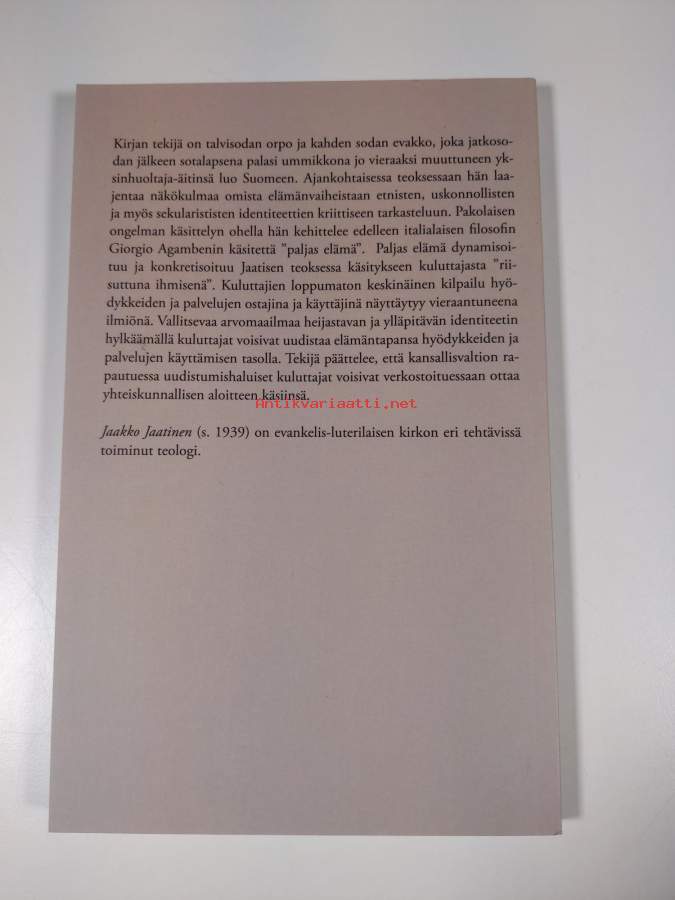 Kirjan tekijä on talvisodan orpo ja kahden sodan evakko, joka jatkoso-
dan jälkeen sotalapsena palasi ummikkona jo vieraaksi muuttuneen yk-
sinhuoltaja-äitinsä luo Suomeen. Ajankohtaisessa teoksessaan hän laa-
jentaa näkökulmaa omista elämänvaiheistaan etnisten, uskonnollisten
ja myös sekularististen identiteettien kriittiseen tarkasteluun. Pakolaisen
ongelman käsittelyn ohella hän kehittelee edelleen italialaisen filosofin
Giorgio Agambenin käsitettä ”paljas elämä”. Paljas elämä dynamisoi-
tuu ja konkretisoituu Jaatisen teoksessa käsitykseen kuluttajasta ”rii-
suttuna ihmisenä”. Kuluttajien loppumaton keskinäinen kilpailu hyö-
dykkeiden ja palvelujen ostajina ja käyttäjinä näyttäytyy vieraantuneena
ilmiönä. Vallitsevaa arvomaailmaa heijastavan ja ylläpitävän identiteetin
hylkäämällä kuluttajat voisivat uudistaa elämäntapansa hyödykkeiden ja
palvelujen käyttämisen tasolla. Tekijä päättelee, että kansallisvaltion ra-
pautuessa uudistumishaluiset kuluttajat voisivat verkostoituessaan ottaa
yhteiskunnallisen aloitteen käsiinsä.
Antikvariaatti.net
Jaakko Jaatinen (s. 1939) on evankelis-luterilaisen kirkon eri tehtävissä
toiminut teologi.